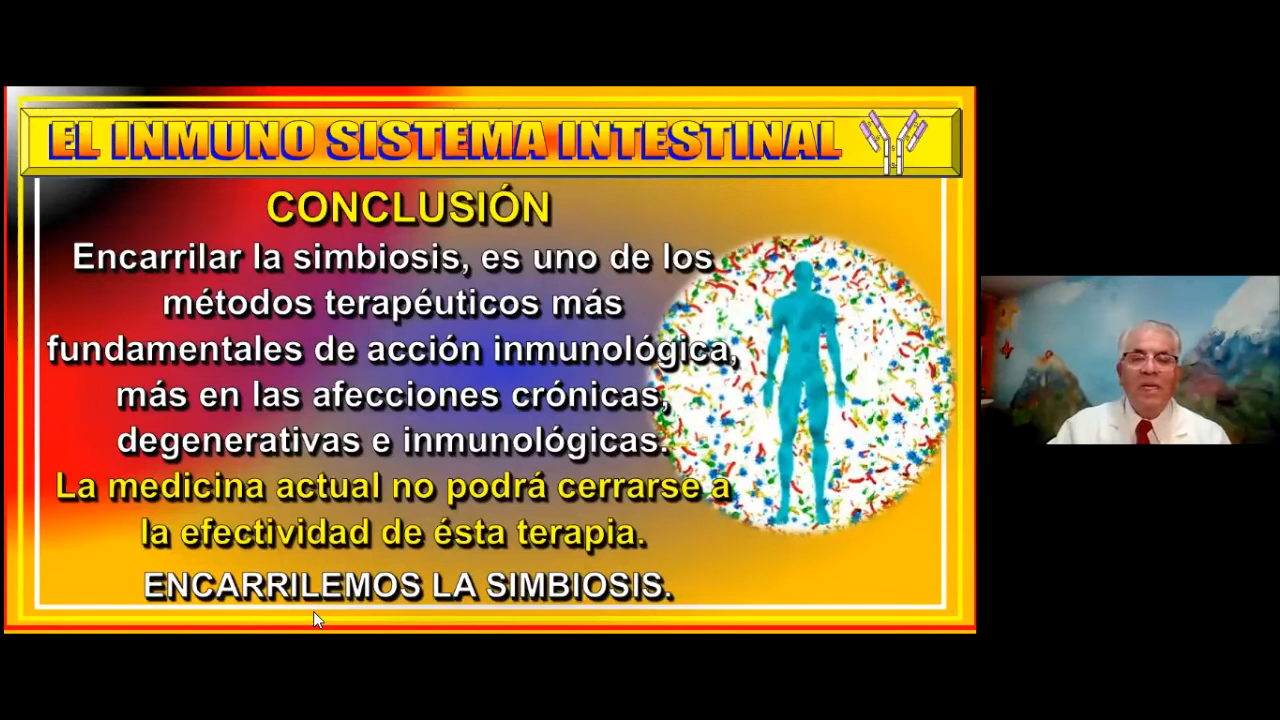 EL INMUNO SISTEMA INTESTINAL
CONCLUSIÓN
Encarrilar la simbiosis, es uno de los
métodos terapéuticos más
fundamentales de acción inmunológica,
más en las afecciones crónicas,
degenerativas e inmunológicas.
La medicina actual no podrá cerrarse a
la efectividad de ésta terapia.
ENCARRILEMOS LA SIMBIOSIS.